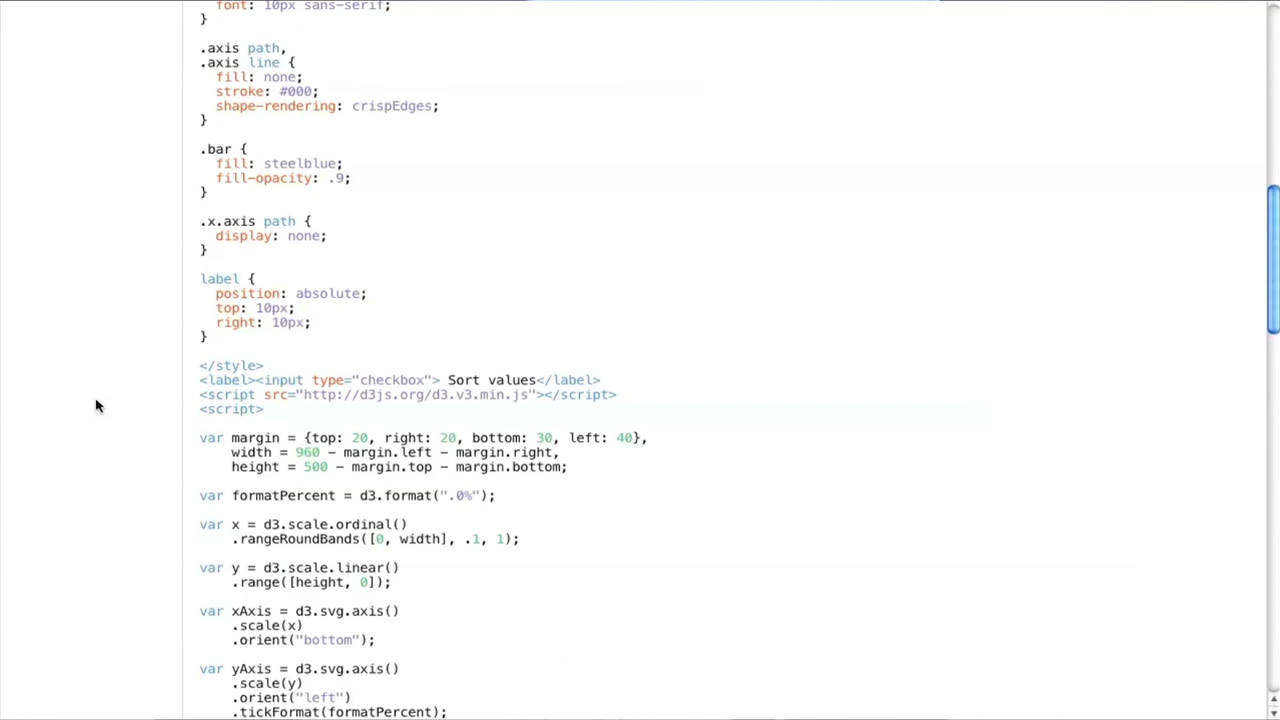 font: 10px sans-serif;
}
.axis path,
.axis line {
fill: none;
stroke: #000;
shape-rendering: crispEdges;
}
.bar {
fill: steelblue;
fill-opacity: .9;
}
.x.axis path {
display: none;
}
label {
position: absolute;
top: 10px;
right: 10px;
}
</style>
<label><input type="checkbox"> Sort values</label>
<script src="http://d3js.org/d3.v3.min.js"></script>
<script>
var margin = {top: 20, right: 20, bottom: 30, left: 40},
width = 960 - margin.left - margin.right,
height = 500 - margin.top - margin.bottom;
var formatPercent = d3.format(".0%");
var x = d3.scale.ordinal()
.rangeRoundBands([0, width], .1, 1);
var y = d3.scale.linear()
.range([height, 0]);
var xAxis = d3.svg.axis()
.scale(x)
.orient("bottom");
var yAxis = d3.svg.axis()
.scale(y)
.orient("left")
.tickFormat(formatPercent);